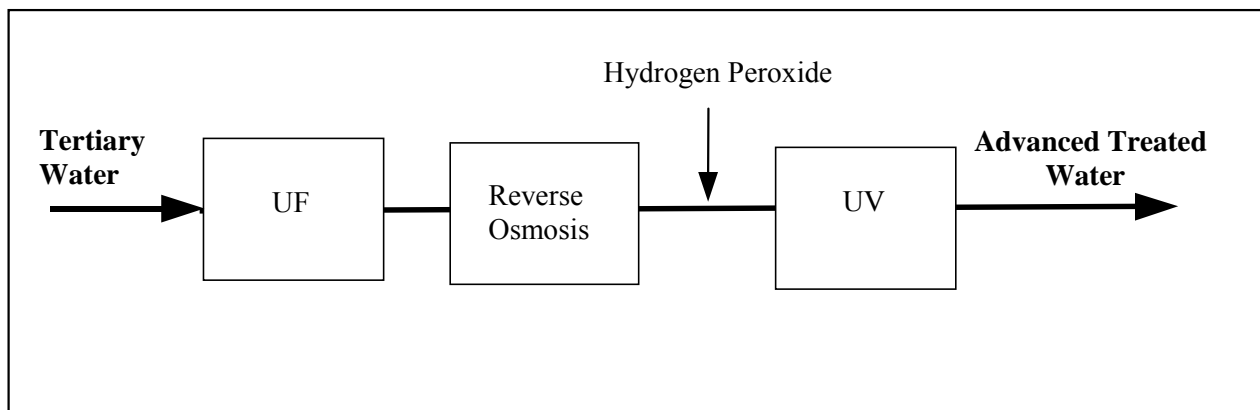 Hydrogen Peroxide
Tertiary
Water
UF
Reverse
Osmosis
UV
Advanced Treated
Water